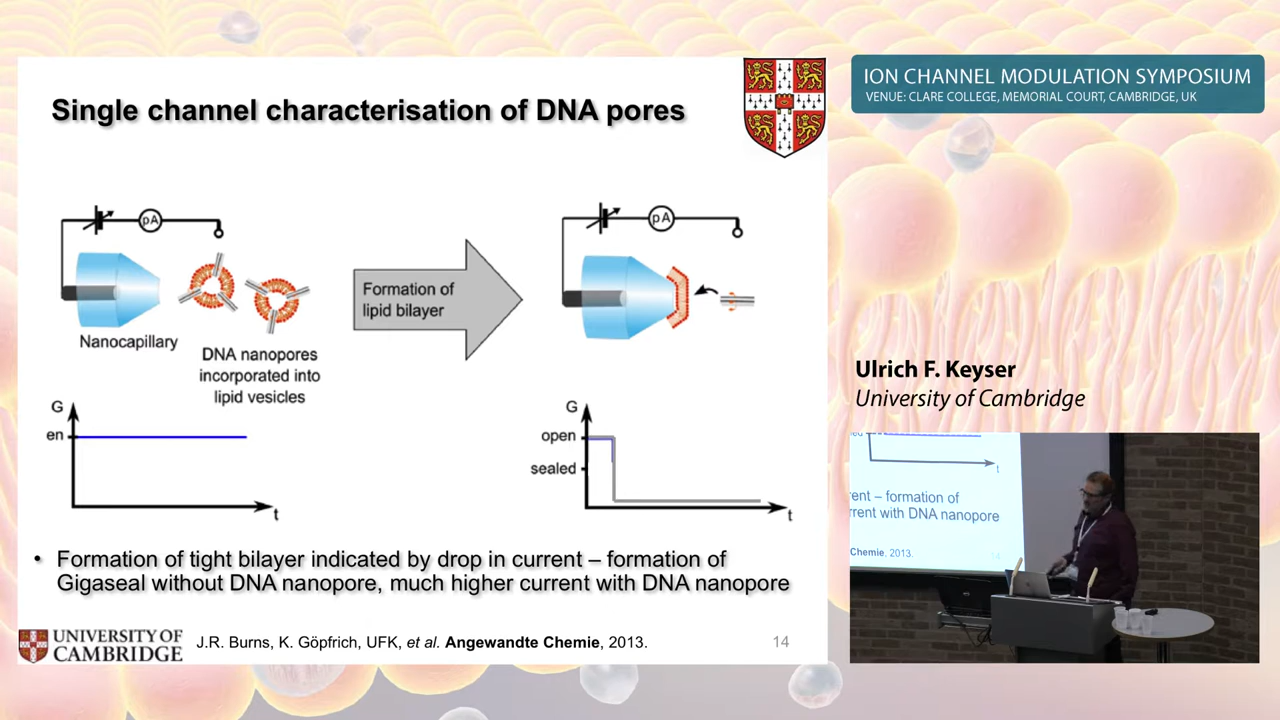 Single channel characterisation of DNA pores
ION CHANNEL MODULATION SYMPOSIUM
VENUE: CLARE COLLEGE, MEMORIAL COURT, CAMBRIDGE, UK
pA
Nanocapillary
DNA nanopores
incorporated into
lipid vesicles
Formation of
lipid bilayer
pA
G
en
t
G
open
sealed
t
• Formation of tight bilayer indicated by drop in current – formation of
Gigaseal without DNA nanopore, much higher current with DNA nanopore
UNIVERSITY OF
CAMBRIDGE
J.R. Burns, K. Göpfrich, UFK, et al. Angewandte Chemie, 2013.
14
Ulrich F. Keyser
University of Cambridge
t
rent – formation of
rrent with DNA nanopore
Chemie. 2013.